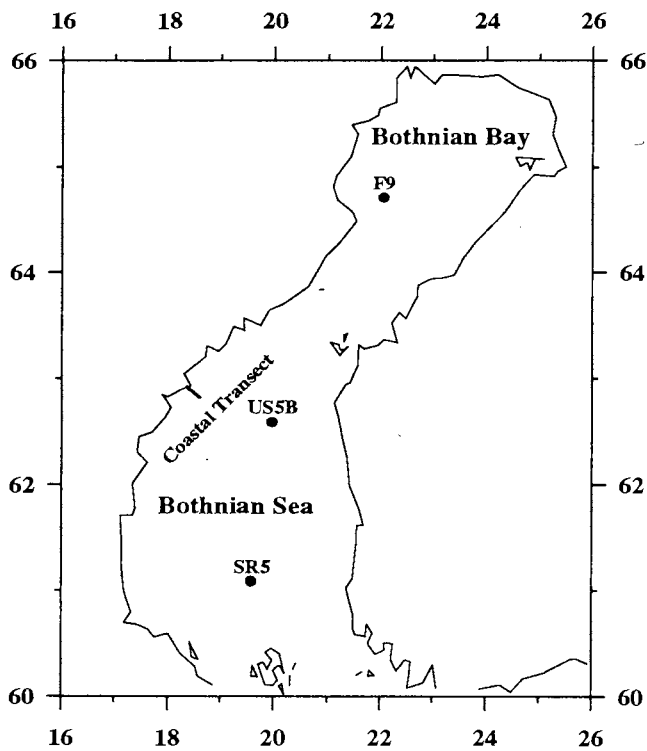 16 18 20 22 24 26
66 66
Bothnian Bay
F9
64 64
Coastal Transect
US5B
62 62
Bothnian Sea
SR5
60 60
16 18 20 22 24 26